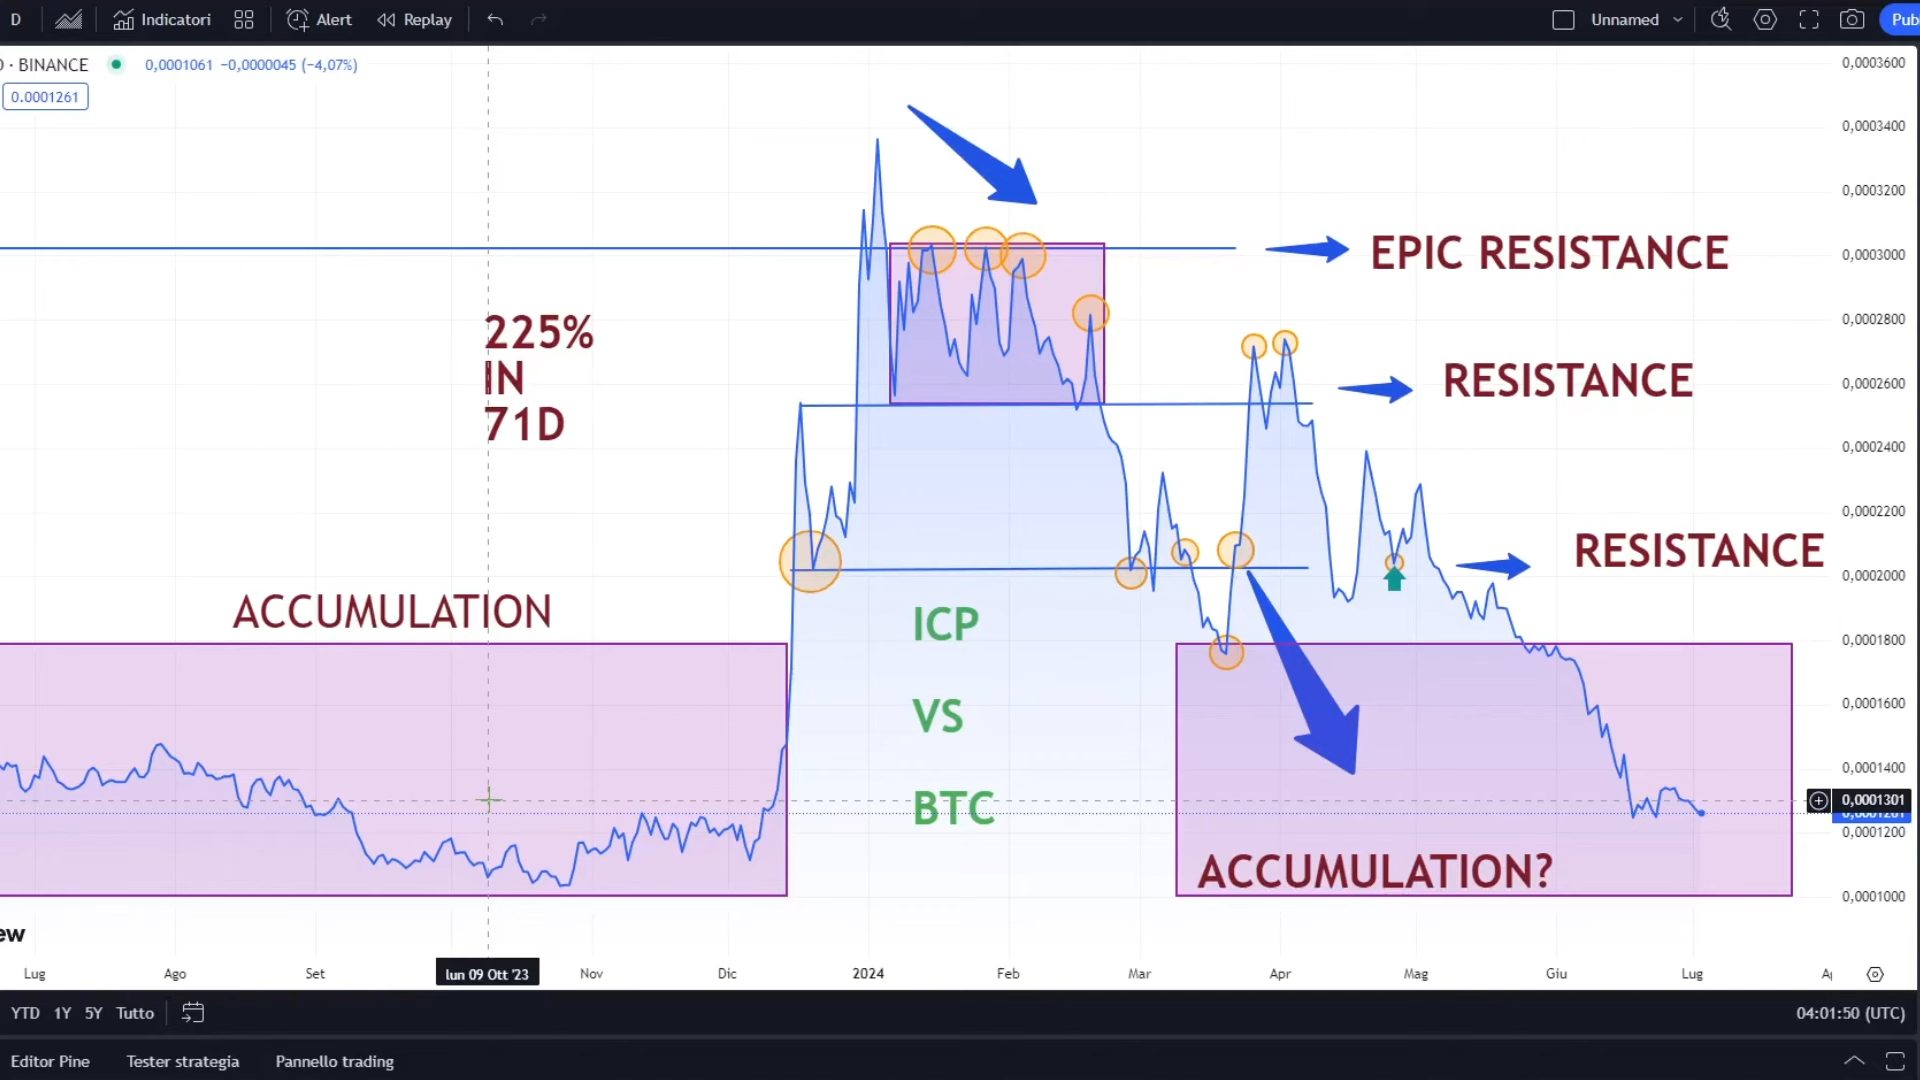 D Indicatori Alert Replay Unnamed Pub
· BINANCE 0,0001061 −0,0000045 (−4,07%)
0.0001261
0,0003600
0,0003400
0,0003200
0,0003000
0,0002800
0,0002600
0,0002400
0,0002200
0,0002000
0,0001800
0,0001600
0,0001400
0,0001301
0,0001261
0,0001200
0,0001000
EPIC RESISTANCE
225%
IN
71D
RESISTANCE
RESISTANCE
ACCUMULATION
ICP
VS
BTC
ACCUMULATION?
ew
Lug Ago Set lun 09 Ott '23 Nov Dic 2024 Feb Mar Apr Mag Giu Lug
YTD 1Y 5Y Tutto 04:01:50 (UTC)
Editor Pine Tester strategia Pannello trading